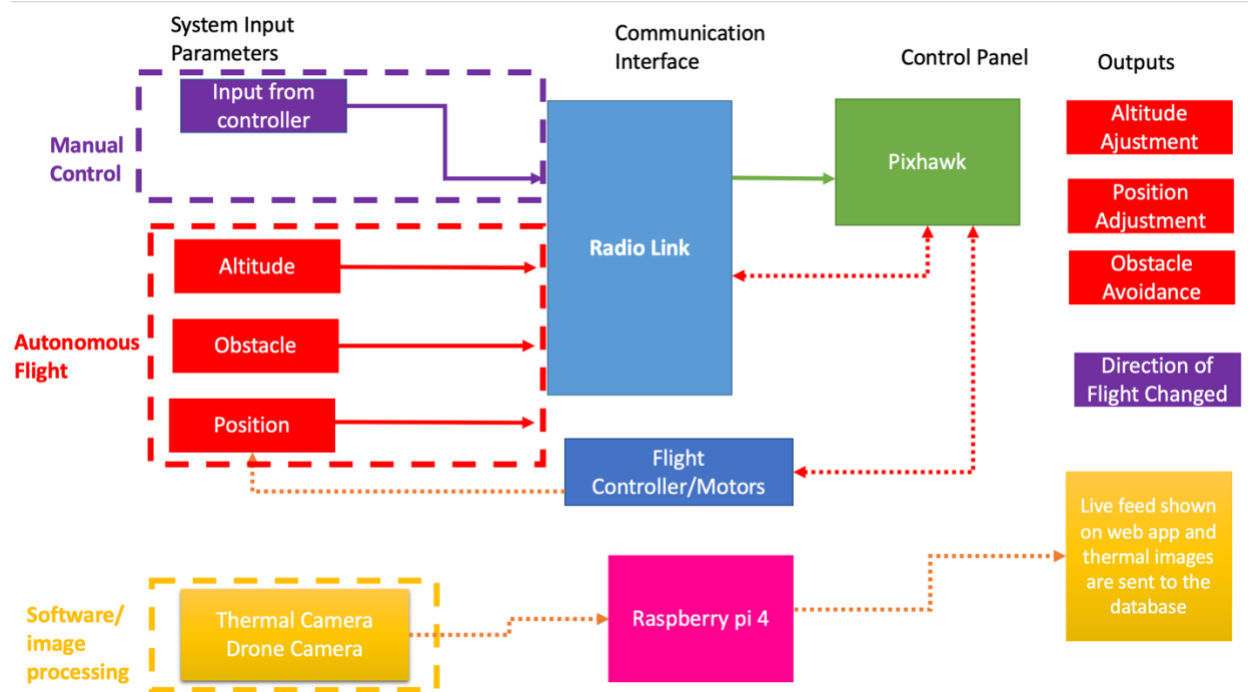 System Input
Parameters
Communication
Interface
Control Panel
Outputs
Manual
Control
Input from
controller
Radio Link
Pixhawk
Altitude
Ajustment
Position
Adjustment
Obstacle
Avoidance
Direction of
Flight Changed
Autonomous
Flight
Altitude
Obstacle
Position
Flight
Controller/Motors
Software/
image
processing
Thermal Camera
Drone Camera
Raspberry pi 4
Live feed shown
on web app and
thermal images
are sent to the
database